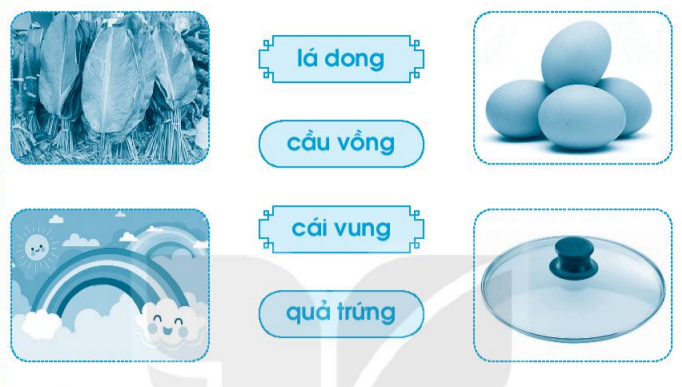 lá dong
cầu vồng
cái vung
quả trứng